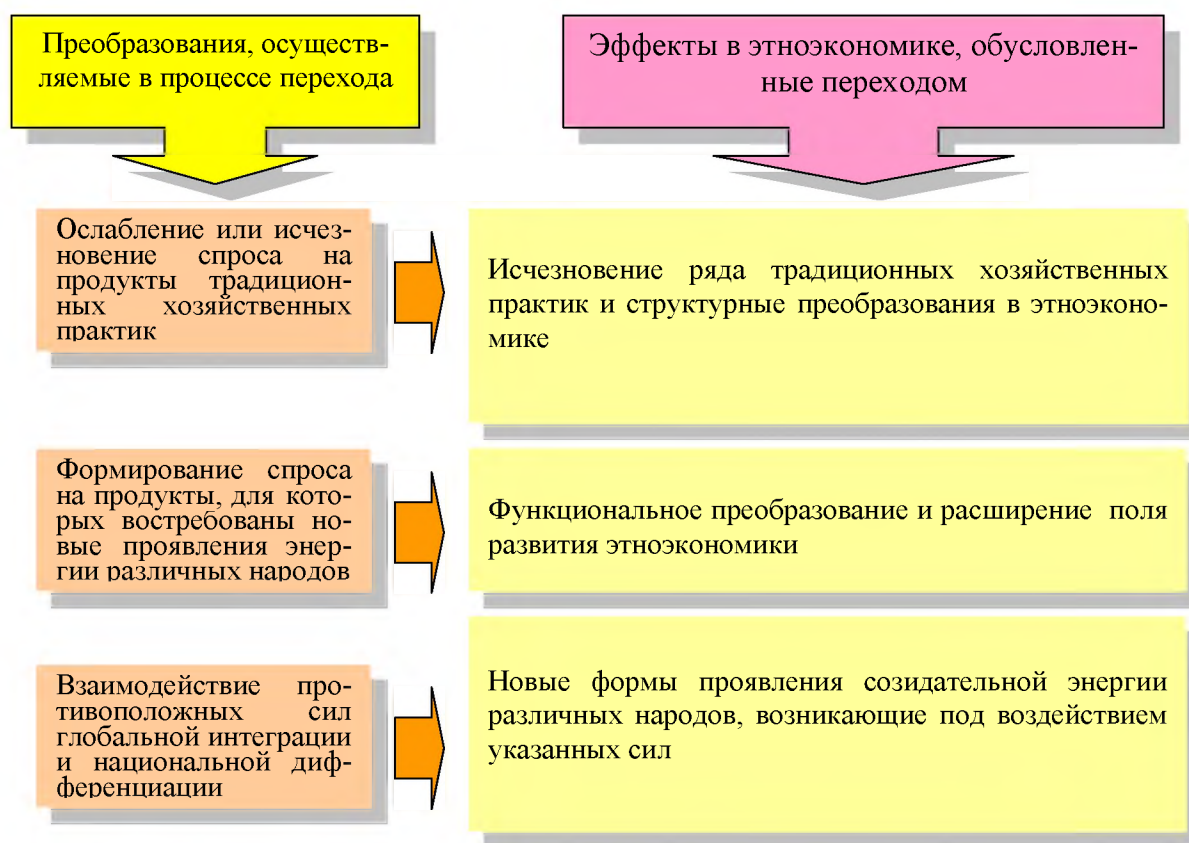 Преобразования, осуществ-
ляемые в процессе перехода
Эффекты в этноэкономике, обусловлен-
ные переходом
Ослабление или исчез-
новение спроса на
продукты традицион-
ных хозяйственных
практик
Исчезновение ряда традиционных хозяйственных
практик и структурные преобразования в этноэконо-
мике
Формирование спроса
на продукты, для кото-
рых востребованы но-
вые проявления энер-
гии различных народов
Функциональное преобразование и расширение поля
развития этноэкономики
Взаимодействие про-
тивоположных сил
глобальной интеграции
и национальной диф-
ференциации
Новые формы проявления созидательной энергии
различных народов, возникающие под воздействием
указанных сил